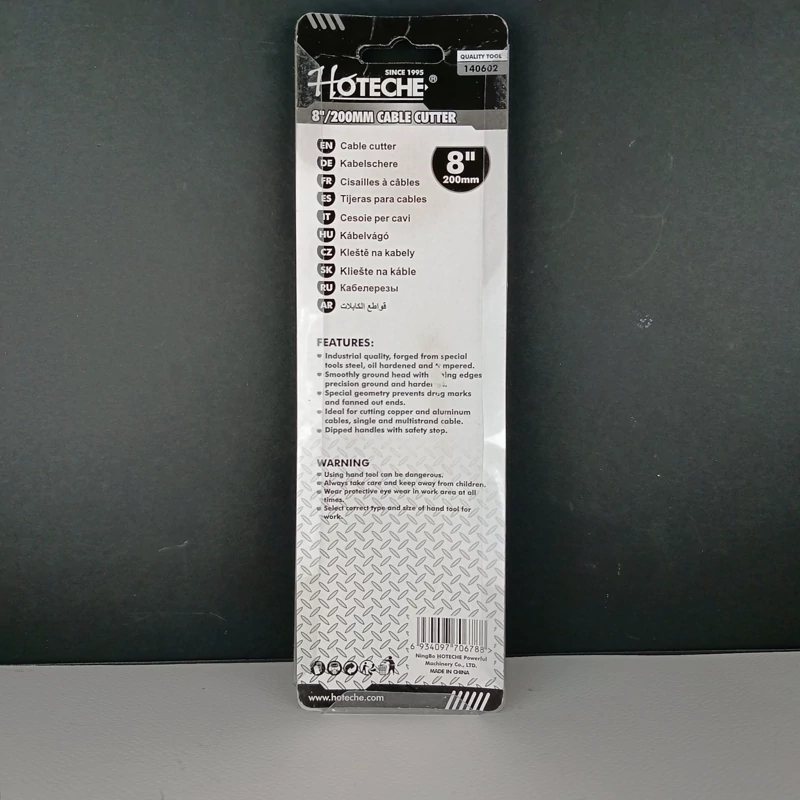 QUALITY TOOL
140602
SINCE 1995
HOTECHE®
8"/200MM CABLE CUTTER
8"
200mm
EN Cable cutter
DE Kabelschere
FR Cisailles à câbles
ES Tijeras para cables
IT Cesoie per cavi
HU Kábelvágó
CZ Kleště na kabely
SK Kliešte na káble
RU Кабелерезы
AR قواطع الكابلات
FEATURES:
Industrial quality, forged from special
tools steel, oil hardened and
Smoothly ground head with edges
precision ground and
Special geometry prevents drag marks
and fanned out ends.
Ideal for cutting copper and aluminum
cables, single and multistrand cable.
Dipped handles with safety stop.
WARNING
Using hand tool can be dangerous.
Always take care and keep away from children.
Wear protective eye wear in work area at all
times.
Select correct type and size of hand tool for
work.
6 934097 706788 >
NingBo HOTECHE Powerful
Machinery Co., LTD.
MADE IN CHINA
www.hoteche.com